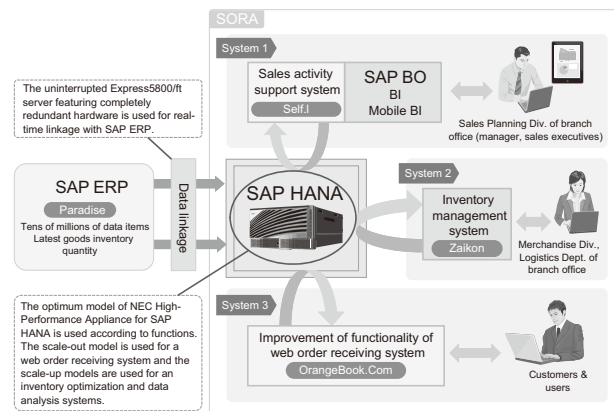 SORA
System 1
Sales activity
support system
Self.I
SAP BO
BI
Mobile BI
Sales Planning Div. of branch
office (manager, sales executives)
The uninterrupted Express5800/ft
server featuring completely
redundant hardware is used for real-
time linkage with SAP ERP.
SAP ERP
Paradise
Tens of millions of data items
Latest goods inventory
quantity
Data linkage
SAP HANA
System 2
Inventory
management
system
Zaikon
Merchandise Div.,
Logistics Dept. of
branch office
The optimum model of NEC High-
Performance Appliance for SAP
HANA is used according to functions.
The scale-out model is used for a
web order receiving system and the
scale-up models are used for an
inventory optimization and data
analysis systems.
System 3
Improvement of functionality of
web order receiving system
OrangeBook.Com
Customers &
users